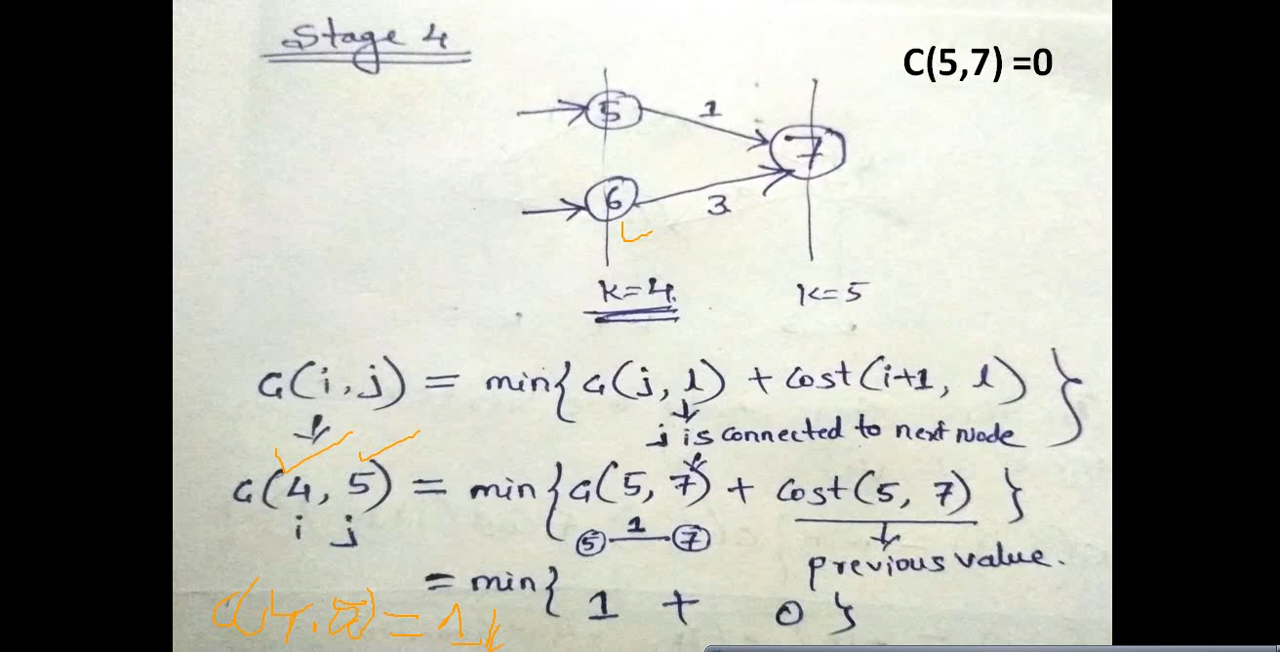 Stage 4
C(5,7) =0
5 1 7
6 3
K=4 K=5
C(i,j) = min{ C(j,l) + cost(i+1, l) }
j is connected to next node
C(4, 5) = min{ C(5, 7) + cost(5, 7) }
i j 5 1 7
previous value.
= min{ 1 + 0 }